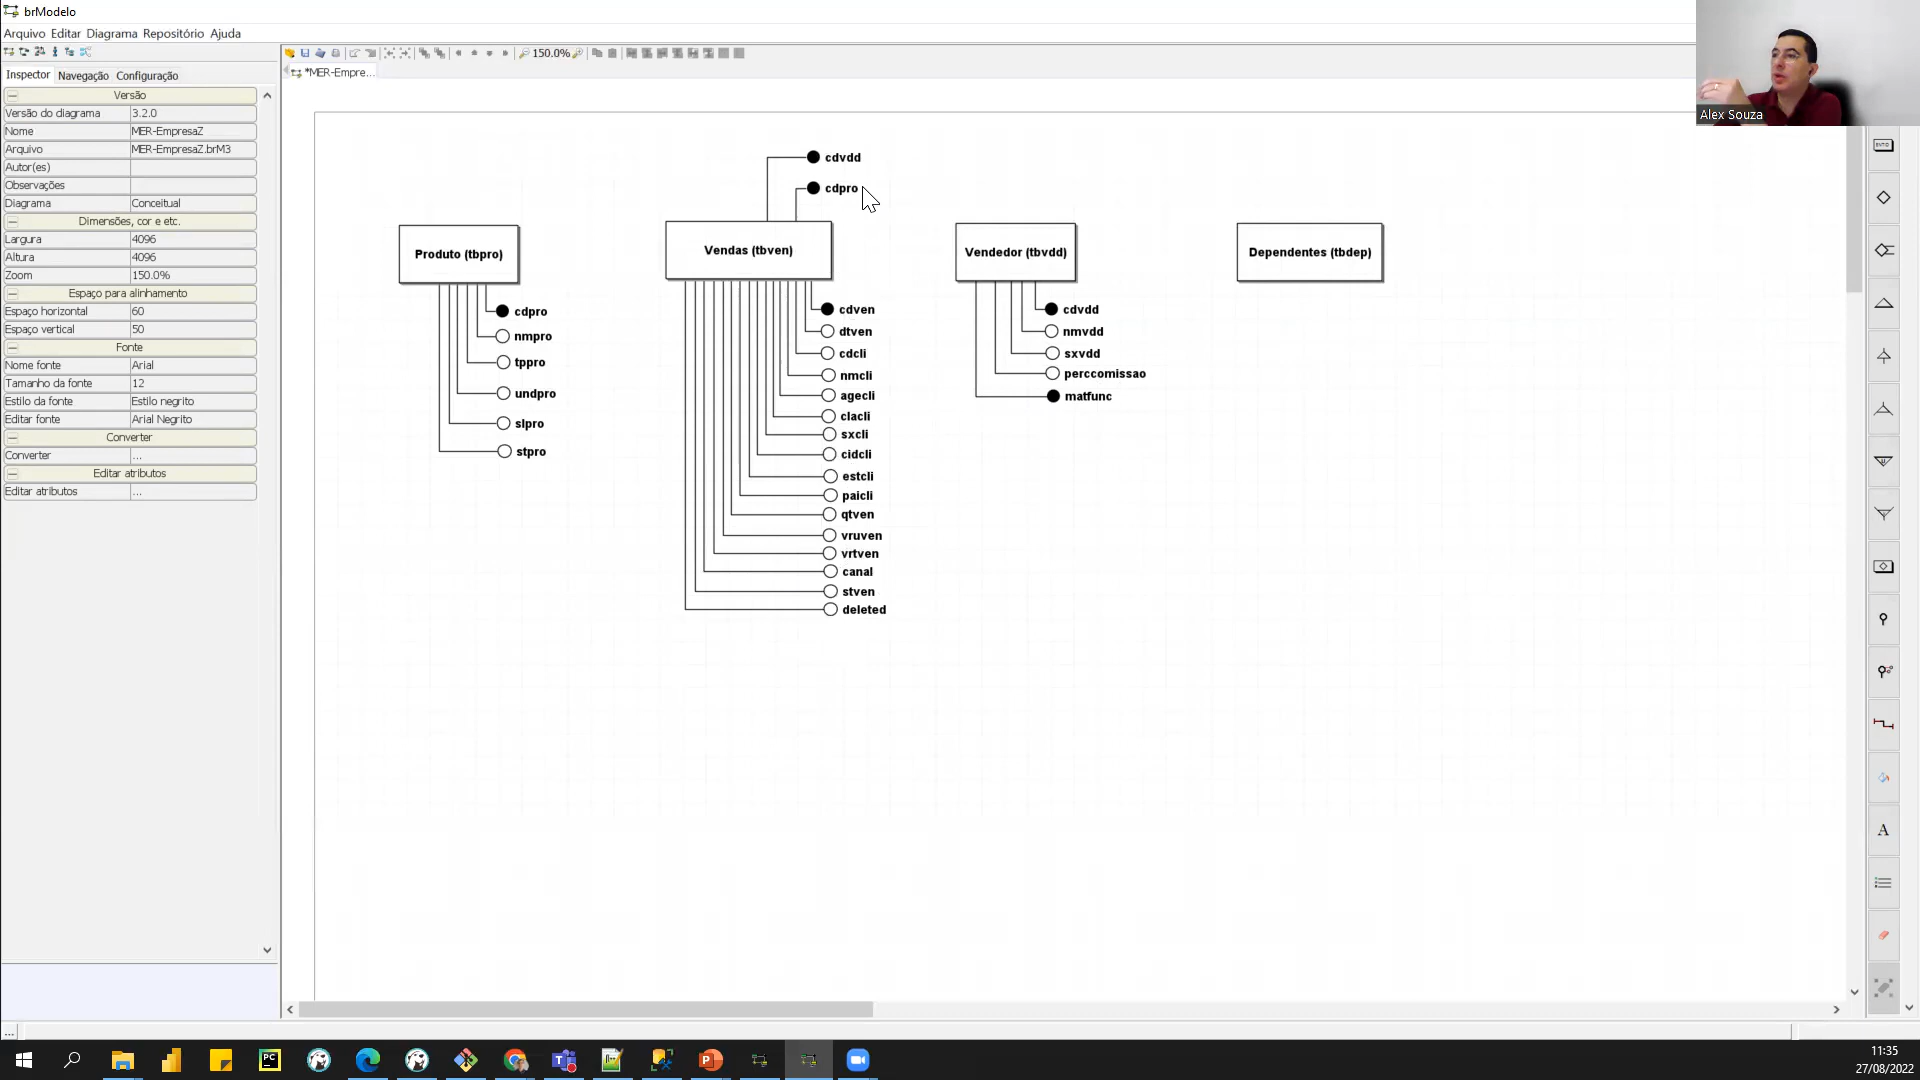 brModelo
Arquivo Editar Diagrama Repositório Ajuda
150.0%
Inspector Navegação Configuração
*MER-Empre...
Versão
Versão do diagrama 3.2.0
Nome MER-EmpresaZ
Arquivo MER-EmpresaZ.brM3
Autor(es)
Observações
Diagrama Conceitual
Dimensões, cor e etc.
Largura 4096
Altura 4096
Zoom 150.0%
Espaço para alinhamento
Espaço horizontal 60
Espaço vertical 50
Fonte
Nome fonte Arial
Tamanho da fonte 12
Estilo da fonte Estilo negrito
Editar fonte Arial Negrito
Converter
Converter ...
Editar atributos
Editar atributos ...
Produto (tbpro)
cdpro
nmpro
tppro
undpro
slpro
stpro
cdvdd
cdpro
Vendas (tbven)
cdven
dtven
cdcli
nmcli
agecli
clacli
sxcli
cidcli
estcli
paicli
qtven
vruven
vrtven
canal
stven
deleted
Vendedor (tbvdd)
cdvdd
nmvdd
sxvdd
perccomissao
matfunc
Dependentes (tbdep)
Alex Souza
A
...
PC
11:35
27/08/2022